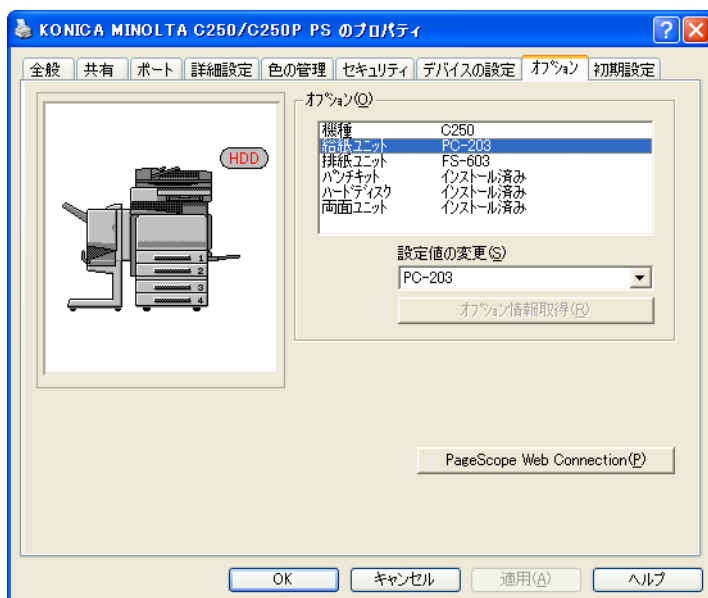 KONICA MINOLTA C250/C250P PS のプロパティ
全般 共有 ポート 詳細設定 色の管理 セキュリティ デバイスの設定 オプション 初期設定
オプション(O)
機種 C250
給紙ユニット PC-203
排紙ユニット FS-603
パンチキット インストール済み
ハードディスク インストール済み
両面ユニット インストール済み
HDD
1
2
3
4
設定値の変更(S)
PC-203
オプション情報取得(R)
PageScope Web Connection(P)
OK キャンセル 適用(A) ヘルプ